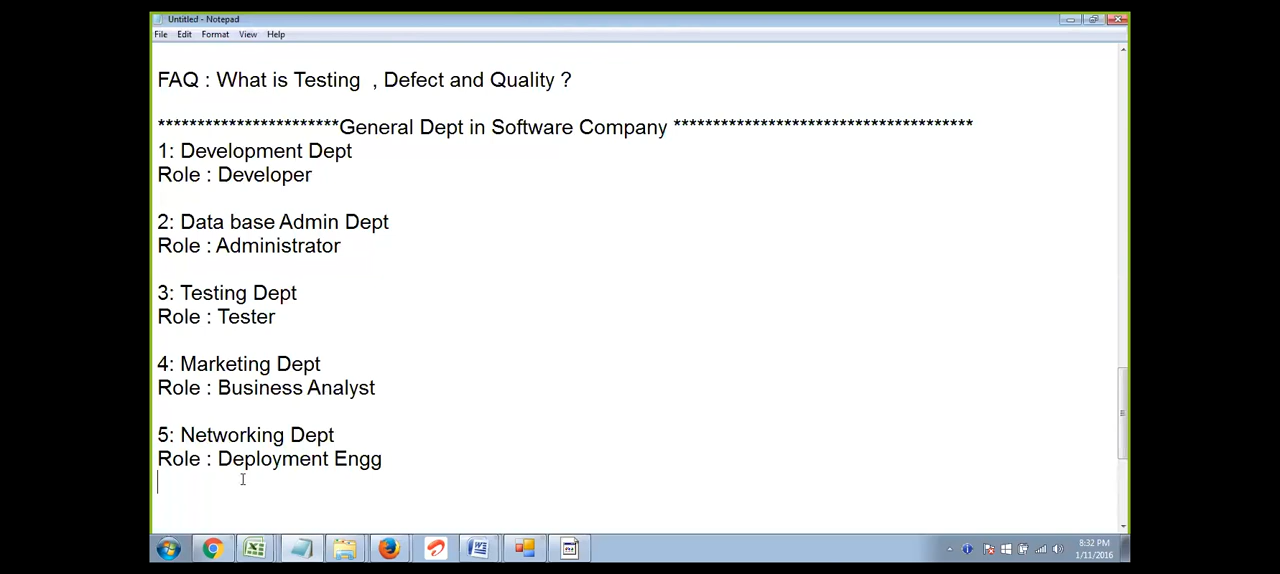 Untitled - Notepad
File Edit Format View Help
FAQ : What is Testing , Defect and Quality ?
***********************General Dept in Software Company **************************************
1: Development Dept
Role : Developer
2: Data base Admin Dept
Role : Administrator
3: Testing Dept
Role : Tester
4: Marketing Dept
Role : Business Analyst
5: Networking Dept
Role : Deployment Engg
8:32 PM
1/11/2016